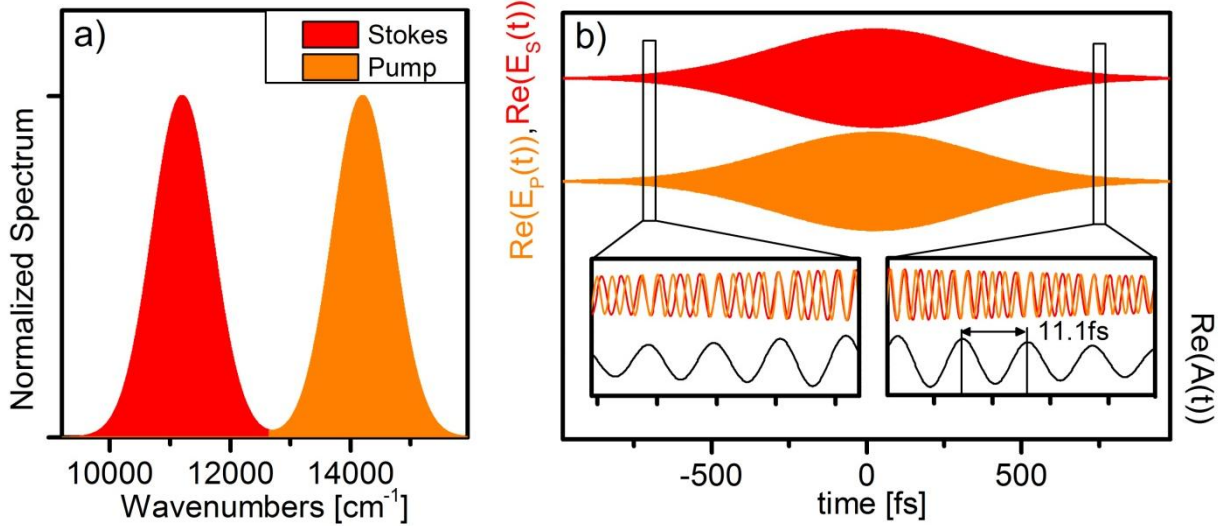 a)
Stokes
Pump
Normalized Spectrum
10000 12000 14000
Wavenumbers [cm⁻¹]
b)
Re(E_P(t)),Re(E_S(t))
11.1fs
Re(A(t))
-500 0 500
time [fs]